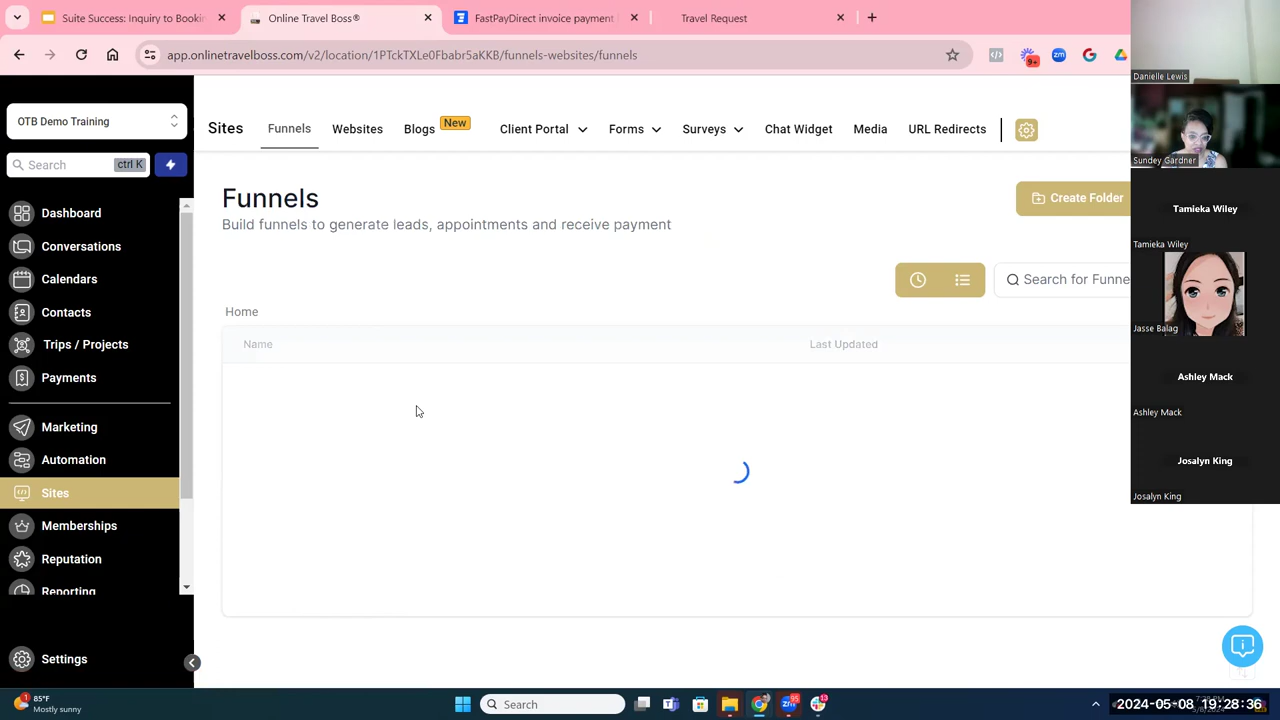 Suite Success: Inquiry to Bookin
Online Travel Boss®
FastPayDirect invoice payment
Travel Request
app.onlinetravelboss.com/v2/location/1PTckTXLe0Fbabr5aKKB/funnels-websites/funnels
9+
zm
Danielle Lewis
Sundey Gardner
Tamieka Wiley
Tamieka Wiley
Jasse Balag
Ashley Mack
Ashley Mack
Josalyn King
Josalyn King
OTB Demo Training
Search
ctrl K
Dashboard
Conversations
Calendars
Contacts
Trips / Projects
Payments
Marketing
Automation
Sites
Memberships
Reputation
Reporting
Settings
Sites
Funnels
Websites
Blogs
New
Client Portal
Forms
Surveys
Chat Widget
Media
URL Redirects
Funnels
Build funnels to generate leads, appointments and receive payment
Create Folder
Search for Funne
Home
Name
Last Updated
1
85°F
Mostly sunny
Search
2024-05-08 19:28:36